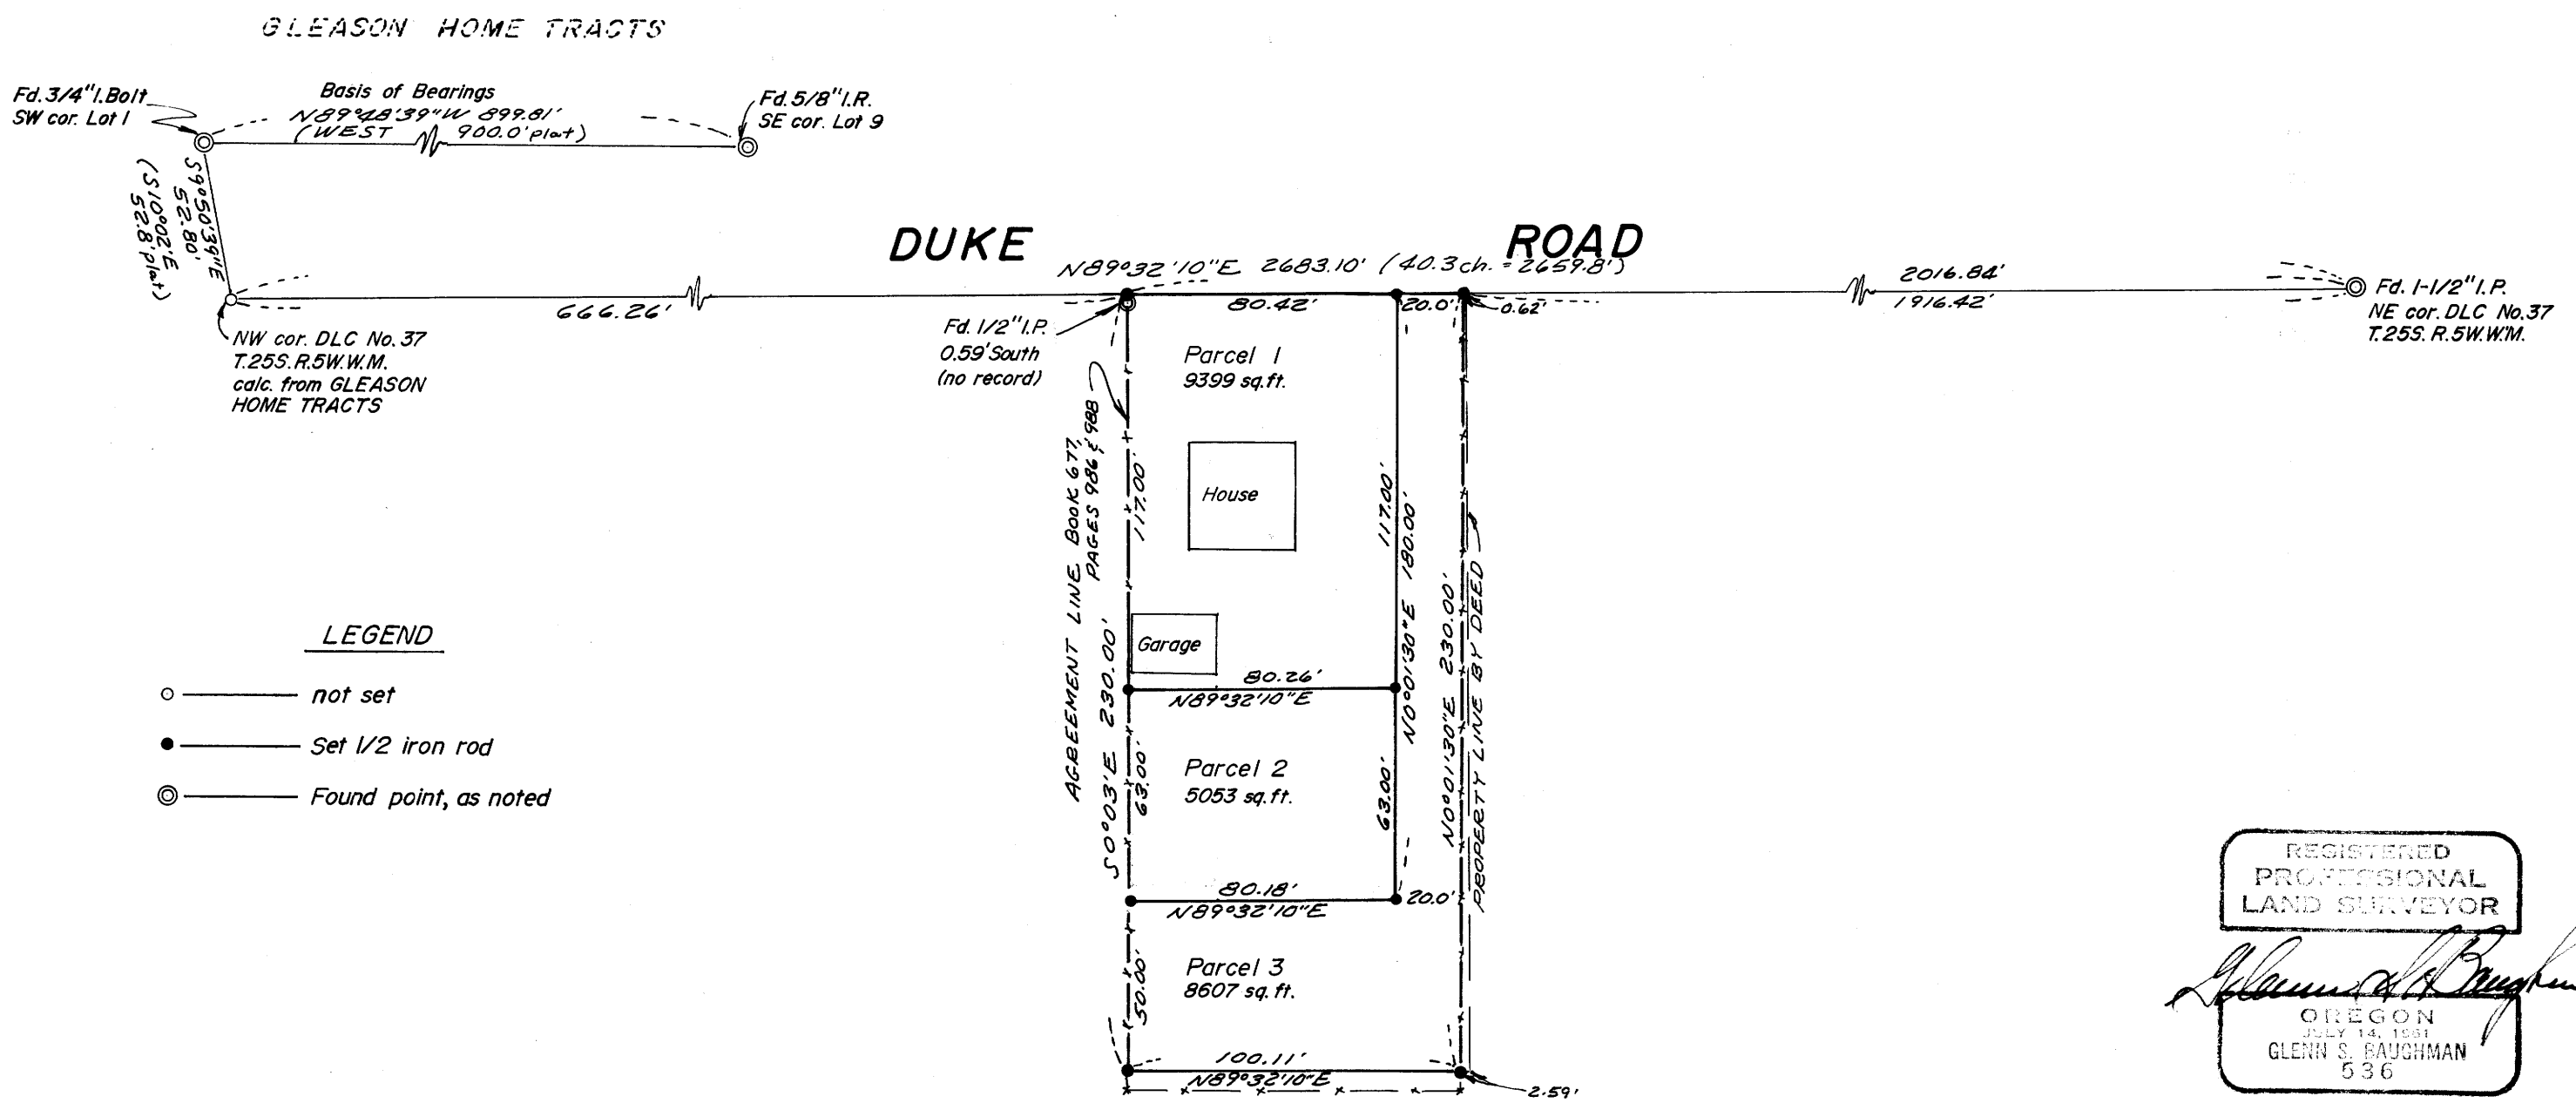 GLEASON HOME TRACTS
Fd. 3/4" I. Bolt
SW cor. Lot 1
Basis of Bearings
N89°48'39"W 899.81'
(WEST 900.0' plat)
Fd. 5/8" I.R.
SE cor. Lot 9
S9°50'39"E
52.80'
(S10°02'E
52.8' plat)
DUKE ROAD
N89°32'10"E 2683.10' (40.3 ch. = 2659.8')
666.26'
80.42'
20.0'
0.62'
2016.84'
1916.42'
Fd. 1-1/2" I.P.
NE cor. DLC No. 37
T.25S. R.5W.W.M.
NW cor. DLC No. 37
T.25S. R.5W.W.M.
calc. from GLEASON
HOME TRACTS
Fd. 1/2" I.P.
0.59' South
(no record)
Parcel 1
9399 sq. ft.
AGREEMENT LINE BOOK 677,
PAGES 986 & 988
S0°03'E 230.00'
117.00'
House
117.00'
N0°01'30"E 180.00'
N0°01'30"E 230.00'
PROPERTY LINE BY DEED
Garage
80.26'
N89°32'10"E
LEGEND
not set
Set 1/2 iron rod
Found point, as noted
63.00'
Parcel 2
5053 sq. ft.
63.00'
80.18'
N89°32'10"E
20.0'
50.00'
Parcel 3
8607 sq. ft.
100.11'
N89°32'10"E
2.59'
REGISTERED
PROFESSIONAL
LAND SURVEYOR
Glenn S. Baughman
OREGON
JULY 14, 1961
GLENN S. BAUGHMAN
536